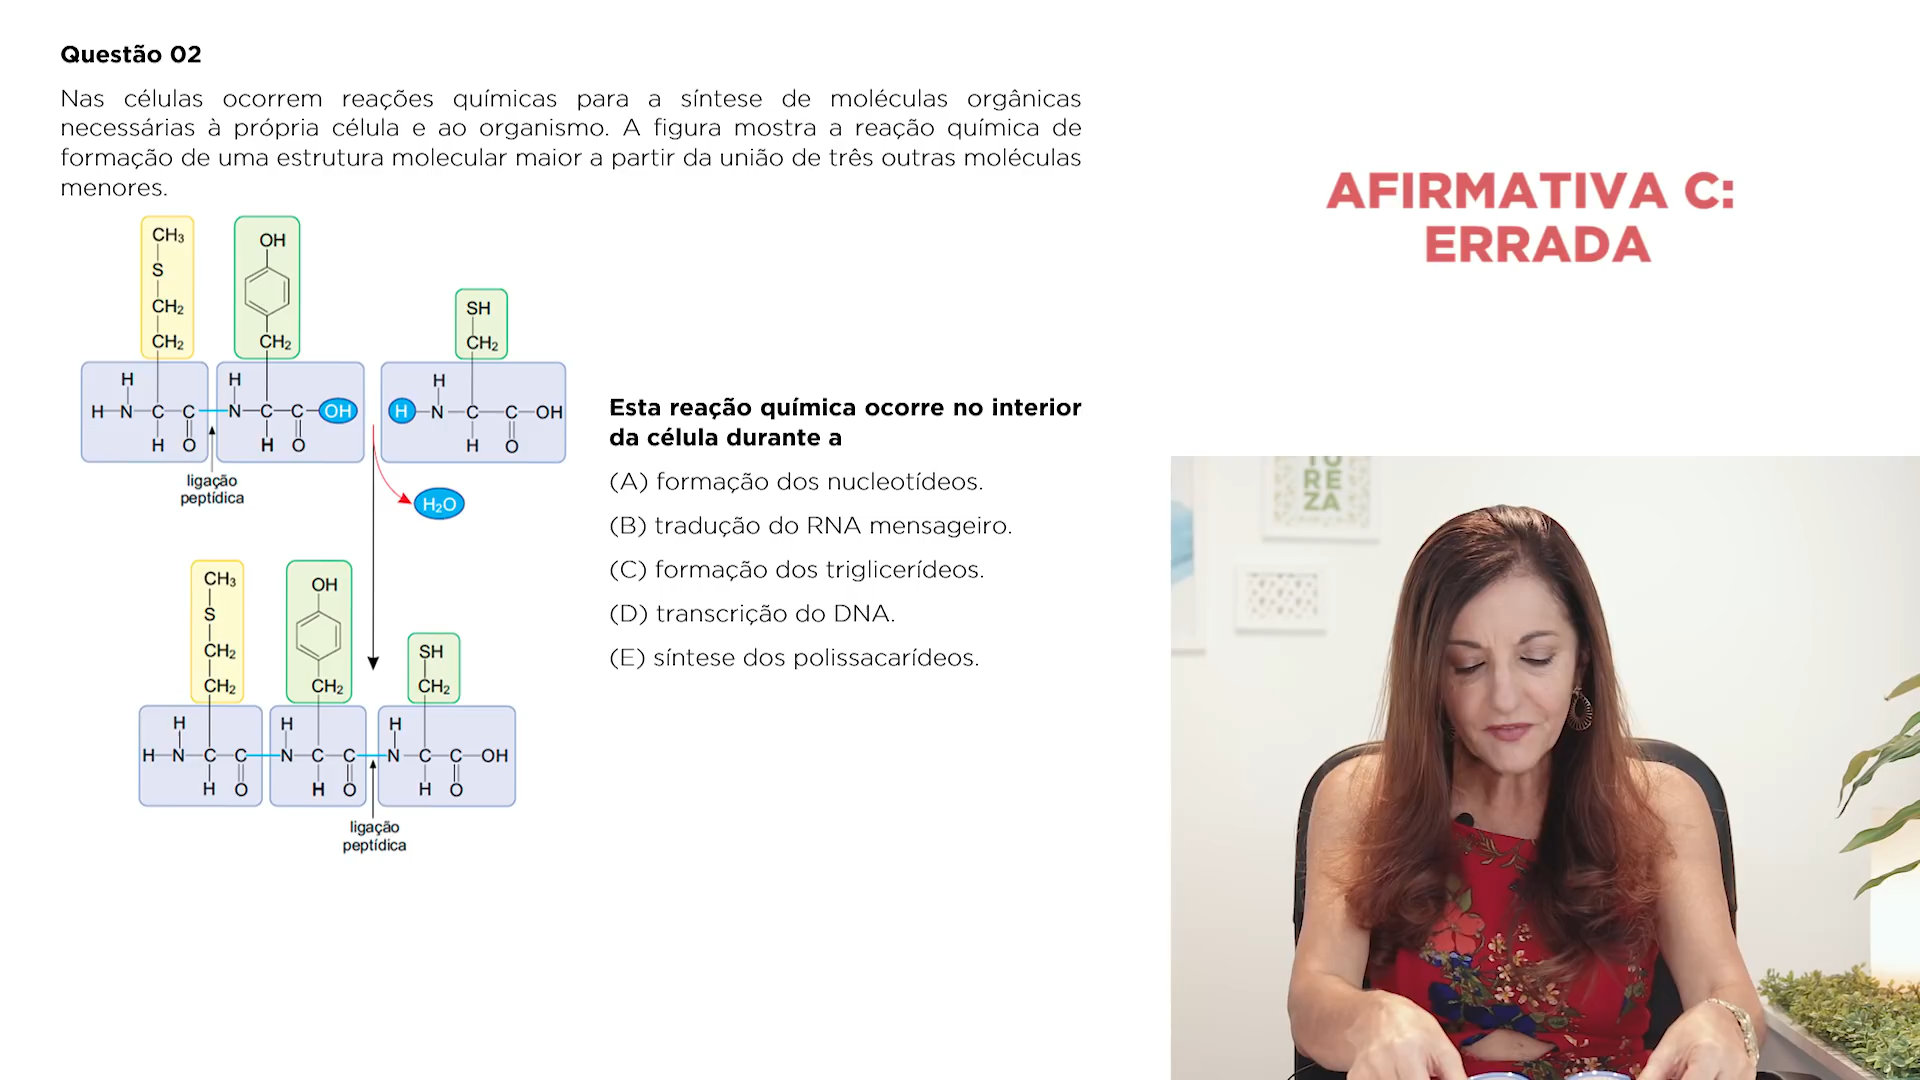 Questão 02
Nas células ocorrem reações químicas para a síntese de moléculas orgânicas
necessárias à própria célula e ao organismo. A figura mostra a reação química de
formação de uma estrutura molecular maior a partir da união de três outras moléculas
menores.
CH₃
S
CH₂
CH₂
OH
CH₂
SH
CH₂
H H H
H N C C N C C OH H N C C OH
H O H O H O
ligação
peptídica
H₂O
CH₃
S
CH₂
CH₂
OH
CH₂
SH
CH₂
H H H
H N C C N C C N C C OH
H O H O H O
ligação
peptídica
Esta reação química ocorre no interior
da célula durante a
(A) formação dos nucleotídeos.
(B) tradução do RNA mensageiro.
(C) formação dos triglicerídeos.
(D) transcrição do DNA.
(E) síntese dos polissacarídeos.
AFIRMATIVA C:
ERRADA
RE
ZA